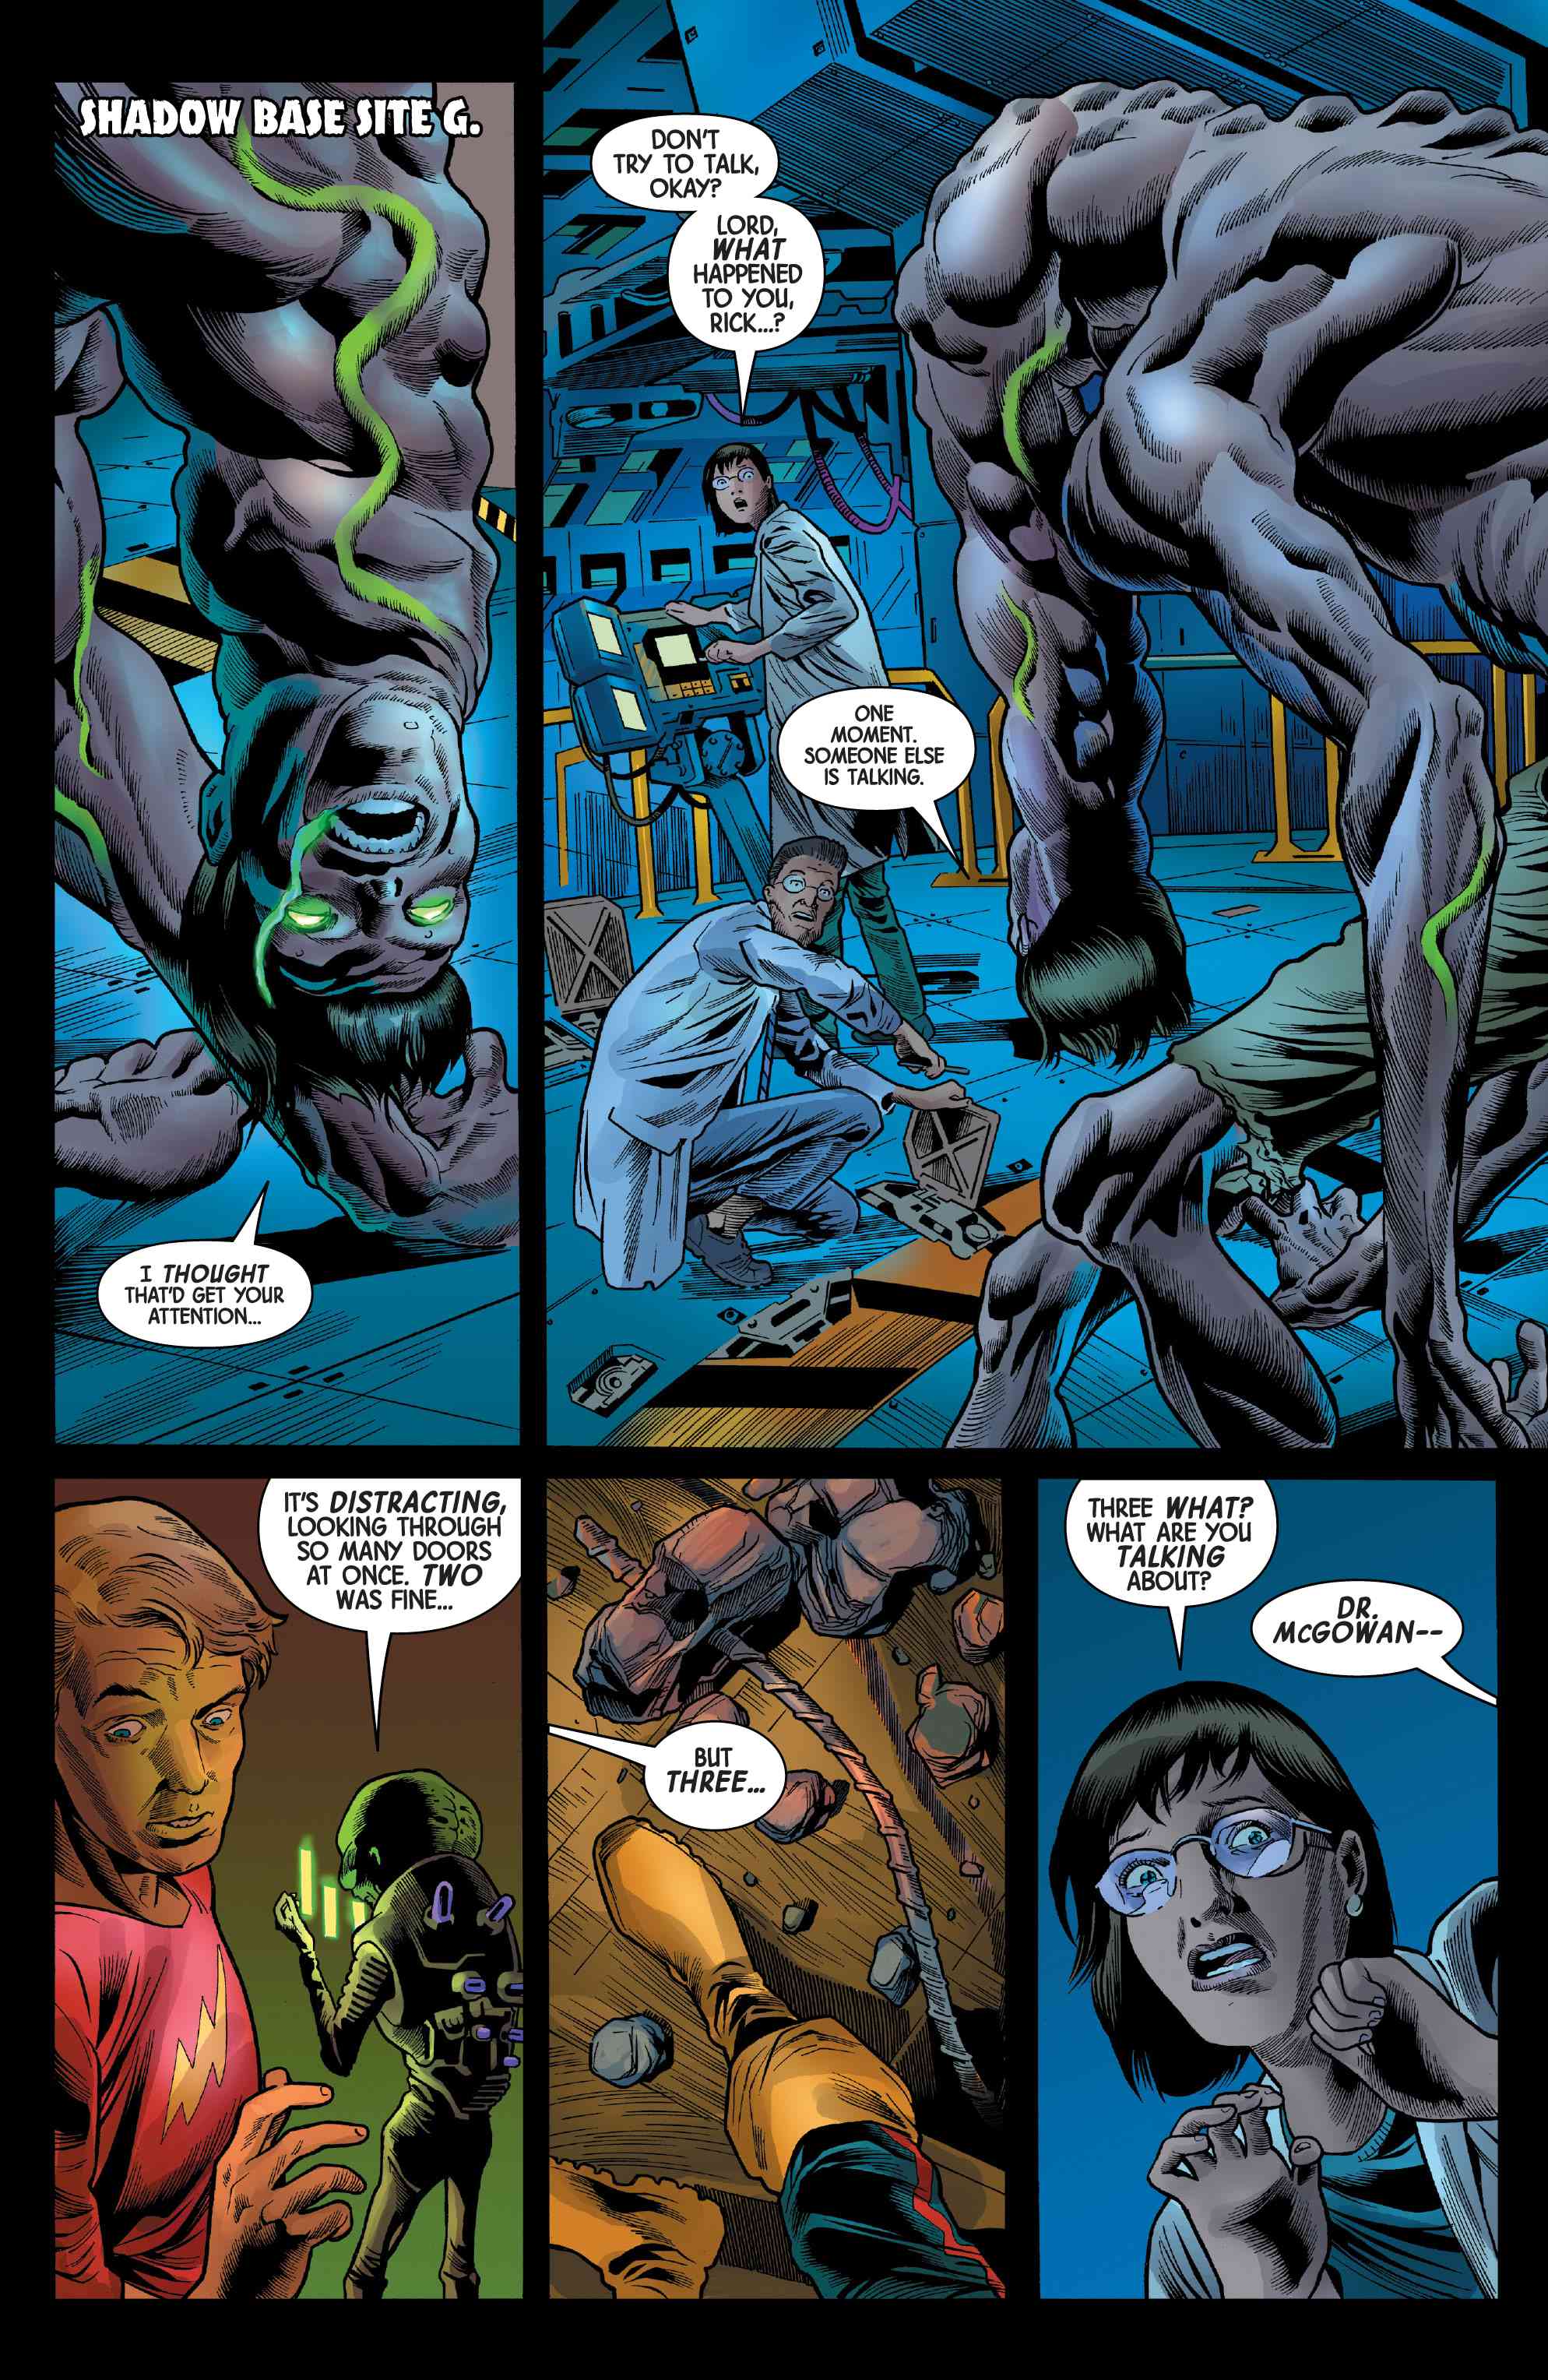 SHADOW BASE SITE G.
I THOUGHT
THAT'D GET YOUR
ATTENTION...
DON'T
TRY TO TALK,
OKAY?
LORD,
WHAT
HAPPENED
TO YOU,
RICK...?
ONE
MOMENT.
SOMEONE ELSE
IS TALKING.
IT'S DISTRACTING,
LOOKING THROUGH
SO MANY DOORS
AT ONCE. TWO
WAS FINE...
BUT
THREE...
THREE WHAT?
WHAT ARE YOU
TALKING
ABOUT?
DR.
McGOWAN--